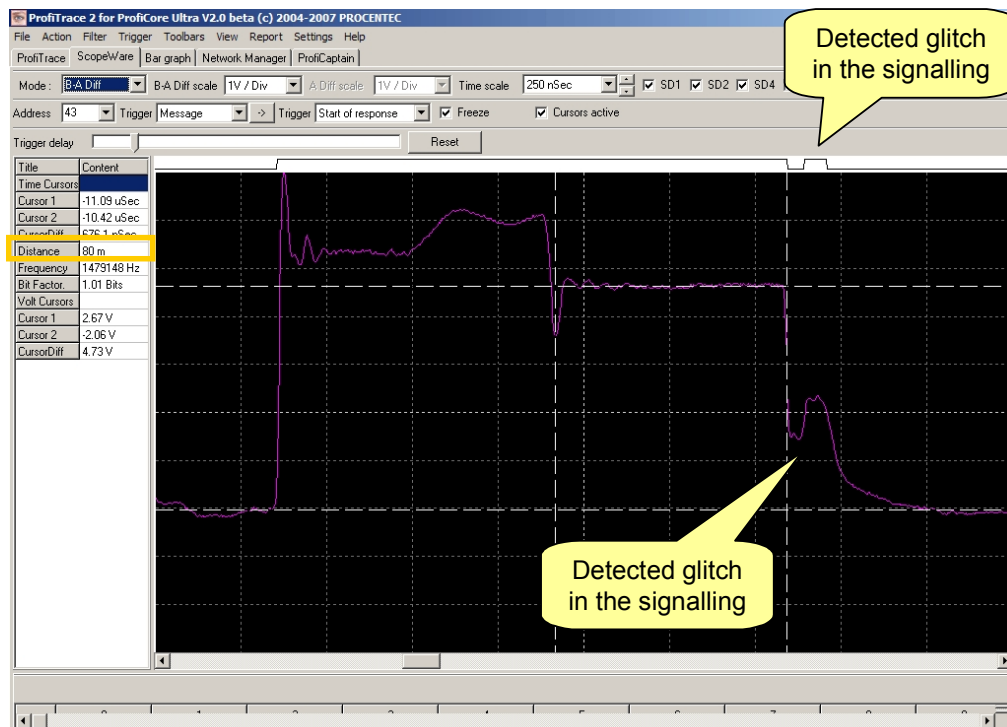 ProfiTrace 2 for ProfiCore Ultra V2.0 beta (c) 2004-2007 PROCENTEC
File Action Filter Trigger Toolbars View Report Settings Help
ProfiTrace ScopeWare Bar graph Network Manager ProfiCaptain
Mode : B-A Diff B-A Diff scale 1V / Div A Diff scale 1V / Div Time scale 250 nSec SD1 SD2 SD4
Address 43 Trigger Message -> Trigger Start of response Freeze Cursors active
Trigger delay Reset
Detected glitch
in the signalling
Title Content
Time Cursors
Cursor 1 -11.09 uSec
Cursor 2 -10.42 uSec
CursorDiff 676.1 nSec
Distance 80 m
Frequency 1479148 Hz
Bit Factor. 1.01 Bits
Volt Cursors
Cursor 1 2.67 V
Cursor 2 -2.06 V
CursorDiff 4.73 V
Detected glitch
in the signalling